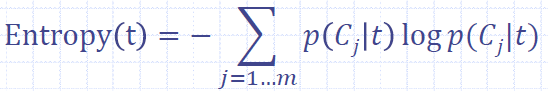 Entropy(t) = − ∑ p(C_j|t) log p(C_j|t)
j=1…m